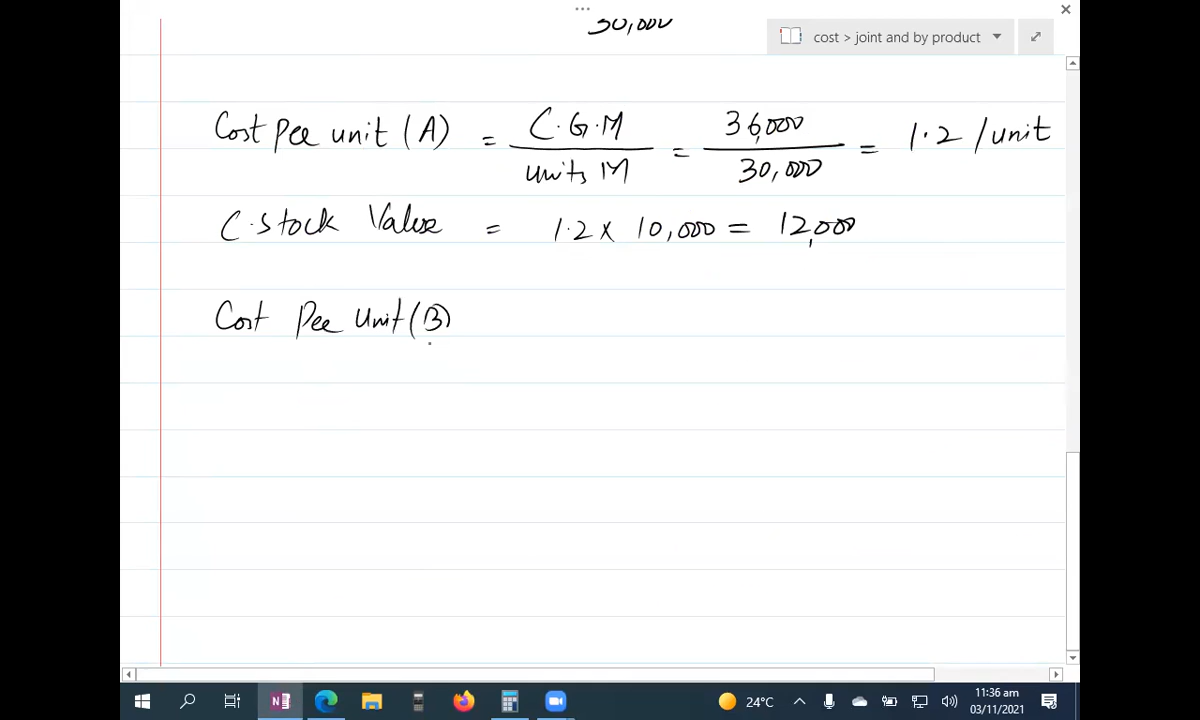 30,000
cost > joint and by product
Cost Per unit (A) = C.G.M / units M = 36,000 / 30,000 = 1.2 /unit
C.Stock Value = 1.2 x 10,000 = 12,000
Cost Per Unit (B)
24°C
11:36 am
03/11/2021